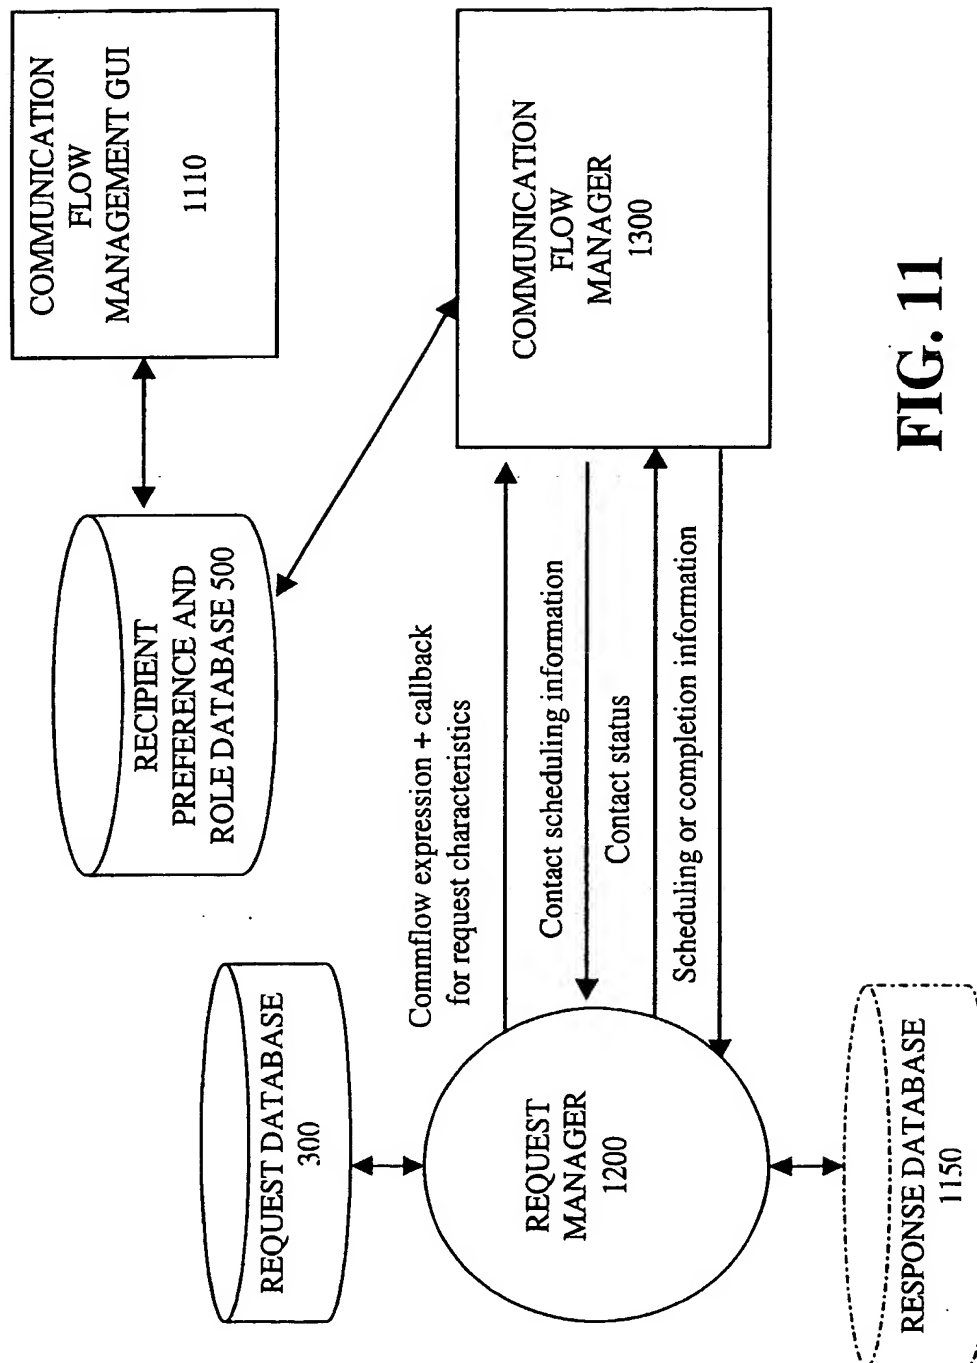 REQUEST DATABASE
300
RECIPIENT
PREFERENCE AND
ROLE DATABASE 500
COMMUNICATION
FLOW
MANAGEMENT GUI
1110
Commflow expression + callback
for request characteristics
Contact scheduling information
Contact status
Scheduling or completion information
REQUEST
MANAGER
1200
COMMUNICATION
FLOW
MANAGER
1300
RESPONSE DATABASE
1150
FIG. 11